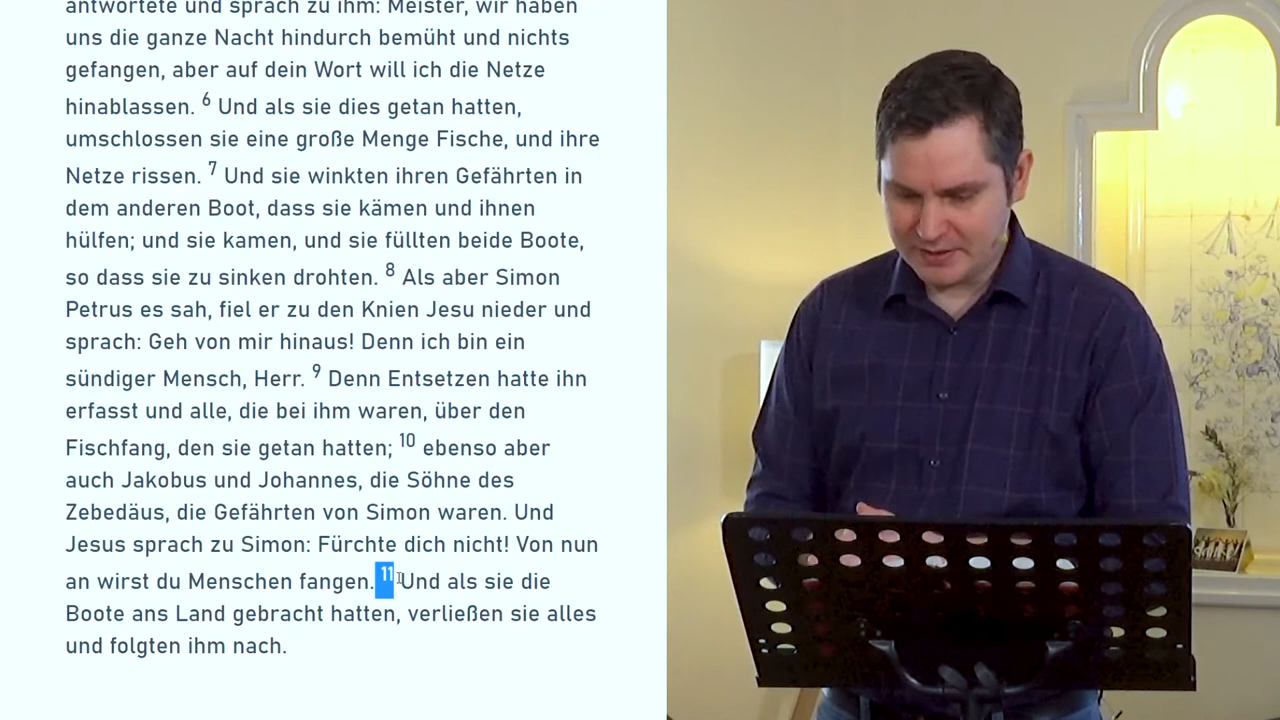 antwortete und sprach zu ihm: Meister, wir haben
uns die ganze Nacht hindurch bemüht und nichts
gefangen, aber auf dein Wort will ich die Netze
hinablassen. 6 Und als sie dies getan hatten,
umschlossen sie eine große Menge Fische, und ihre
Netze rissen. 7 Und sie winkten ihren Gefährten in
dem anderen Boot, dass sie kämen und ihnen
hülfen; und sie kamen, und sie füllten beide Boote,
so dass sie zu sinken drohten. 8 Als aber Simon
Petrus es sah, fiel er zu den Knien Jesu nieder und
sprach: Geh von mir hinaus! Denn ich bin ein
sündiger Mensch, Herr. 9 Denn Entsetzen hatte ihn
erfasst und alle, die bei ihm waren, über den
Fischfang, den sie getan hatten; 10 ebenso aber
auch Jakobus und Johannes, die Söhne des
Zebedäus, die Gefährten von Simon waren. Und
Jesus sprach zu Simon: Fürchte dich nicht! Von nun
an wirst du Menschen fangen. 11 Und als sie die
Boote ans Land gebracht hatten, verließen sie alles
und folgten ihm nach.